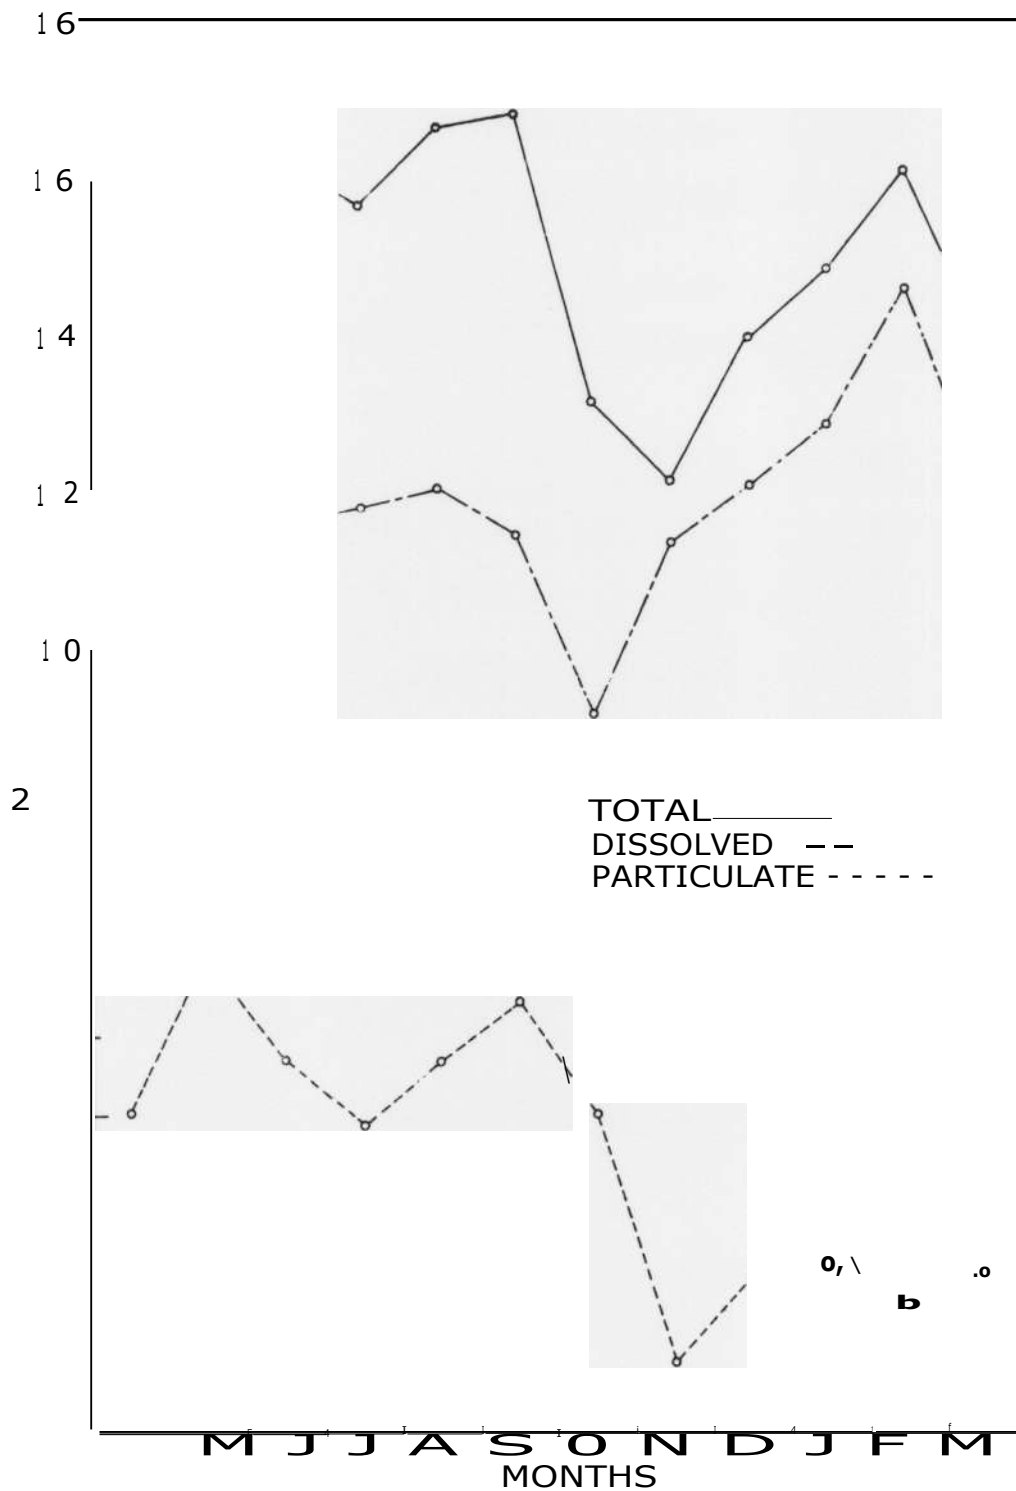 16
16
14
12
10
2
TOTAL
DISSOLVED
PARTICULATE
M J J A S O N D J F M
MONTHS